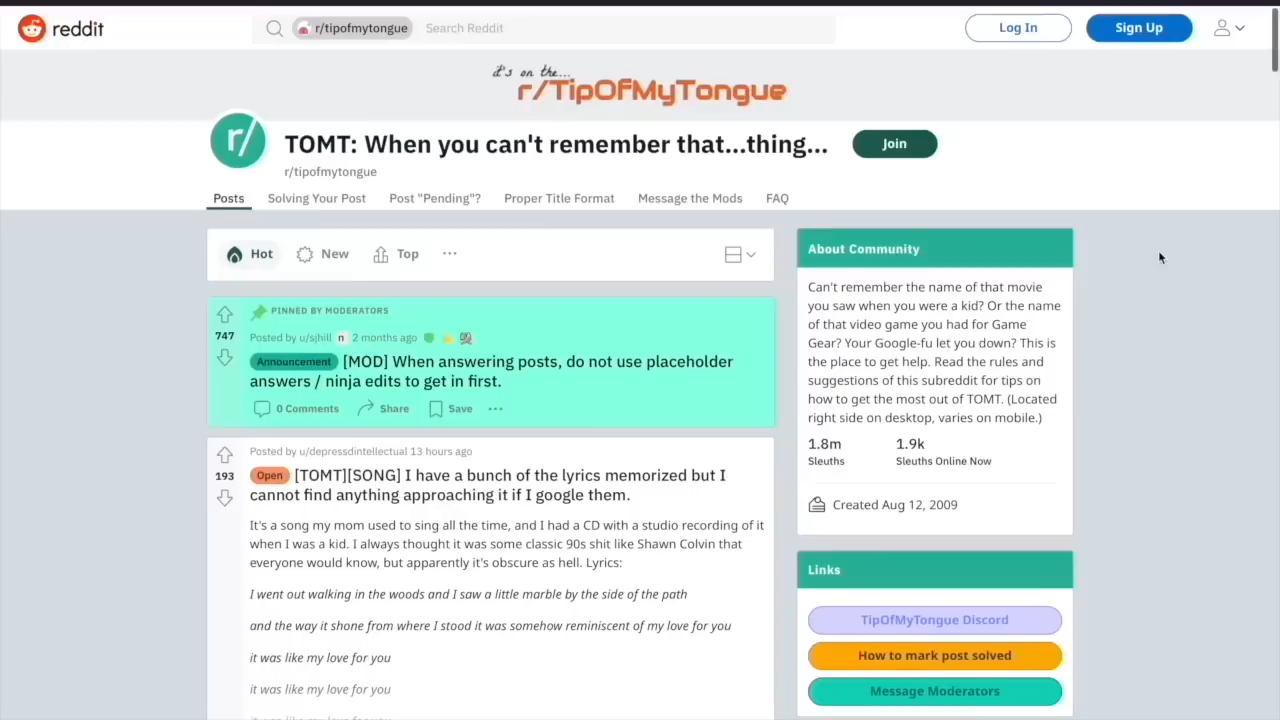 reddit
r/tipofmytongue
Search Reddit
Log In
Sign Up
it's on the...
r/TipOfMyTongue
r/
TOMT: When you can't remember that...thing...
Join
r/tipofmytongue
Posts
Solving Your Post
Post "Pending"?
Proper Title Format
Message the Mods
FAQ
Hot
New
Top
...
PINNED BY MODERATORS
747
Posted by u/sjhill n 2 months ago
Announcement [MOD] When answering posts, do not use placeholder
answers / ninja edits to get in first.
0 Comments
Share
Save
...
Posted by u/depressdintellectual 13 hours ago
193
Open [TOMT][SONG] I have a bunch of the lyrics memorized but I
cannot find anything approaching it if I google them.
It's a song my mom used to sing all the time, and I had a CD with a studio recording of it
when I was a kid. I always thought it was some classic 90s shit like Shawn Colvin that
everyone would know, but apparently it's obscure as hell. Lyrics:
I went out walking in the woods and I saw a little marble by the side of the path
and the way it shone from where I stood it was somehow reminiscent of my love for you
it was like my love for you
it was like my love for you
it was like my love for you
About Community
Can't remember the name of that movie
you saw when you were a kid? Or the name
of that video game you had for Game
Gear? Your Google-fu let you down? This is
the place to get help. Read the rules and
suggestions of this subreddit for tips on
how to get the most out of TOMT. (Located
right side on desktop, varies on mobile.)
1.8m
Sleuths
1.9k
Sleuths Online Now
Created Aug 12, 2009
Links
TipOfMyTongue Discord
How to mark post solved
Message Moderators